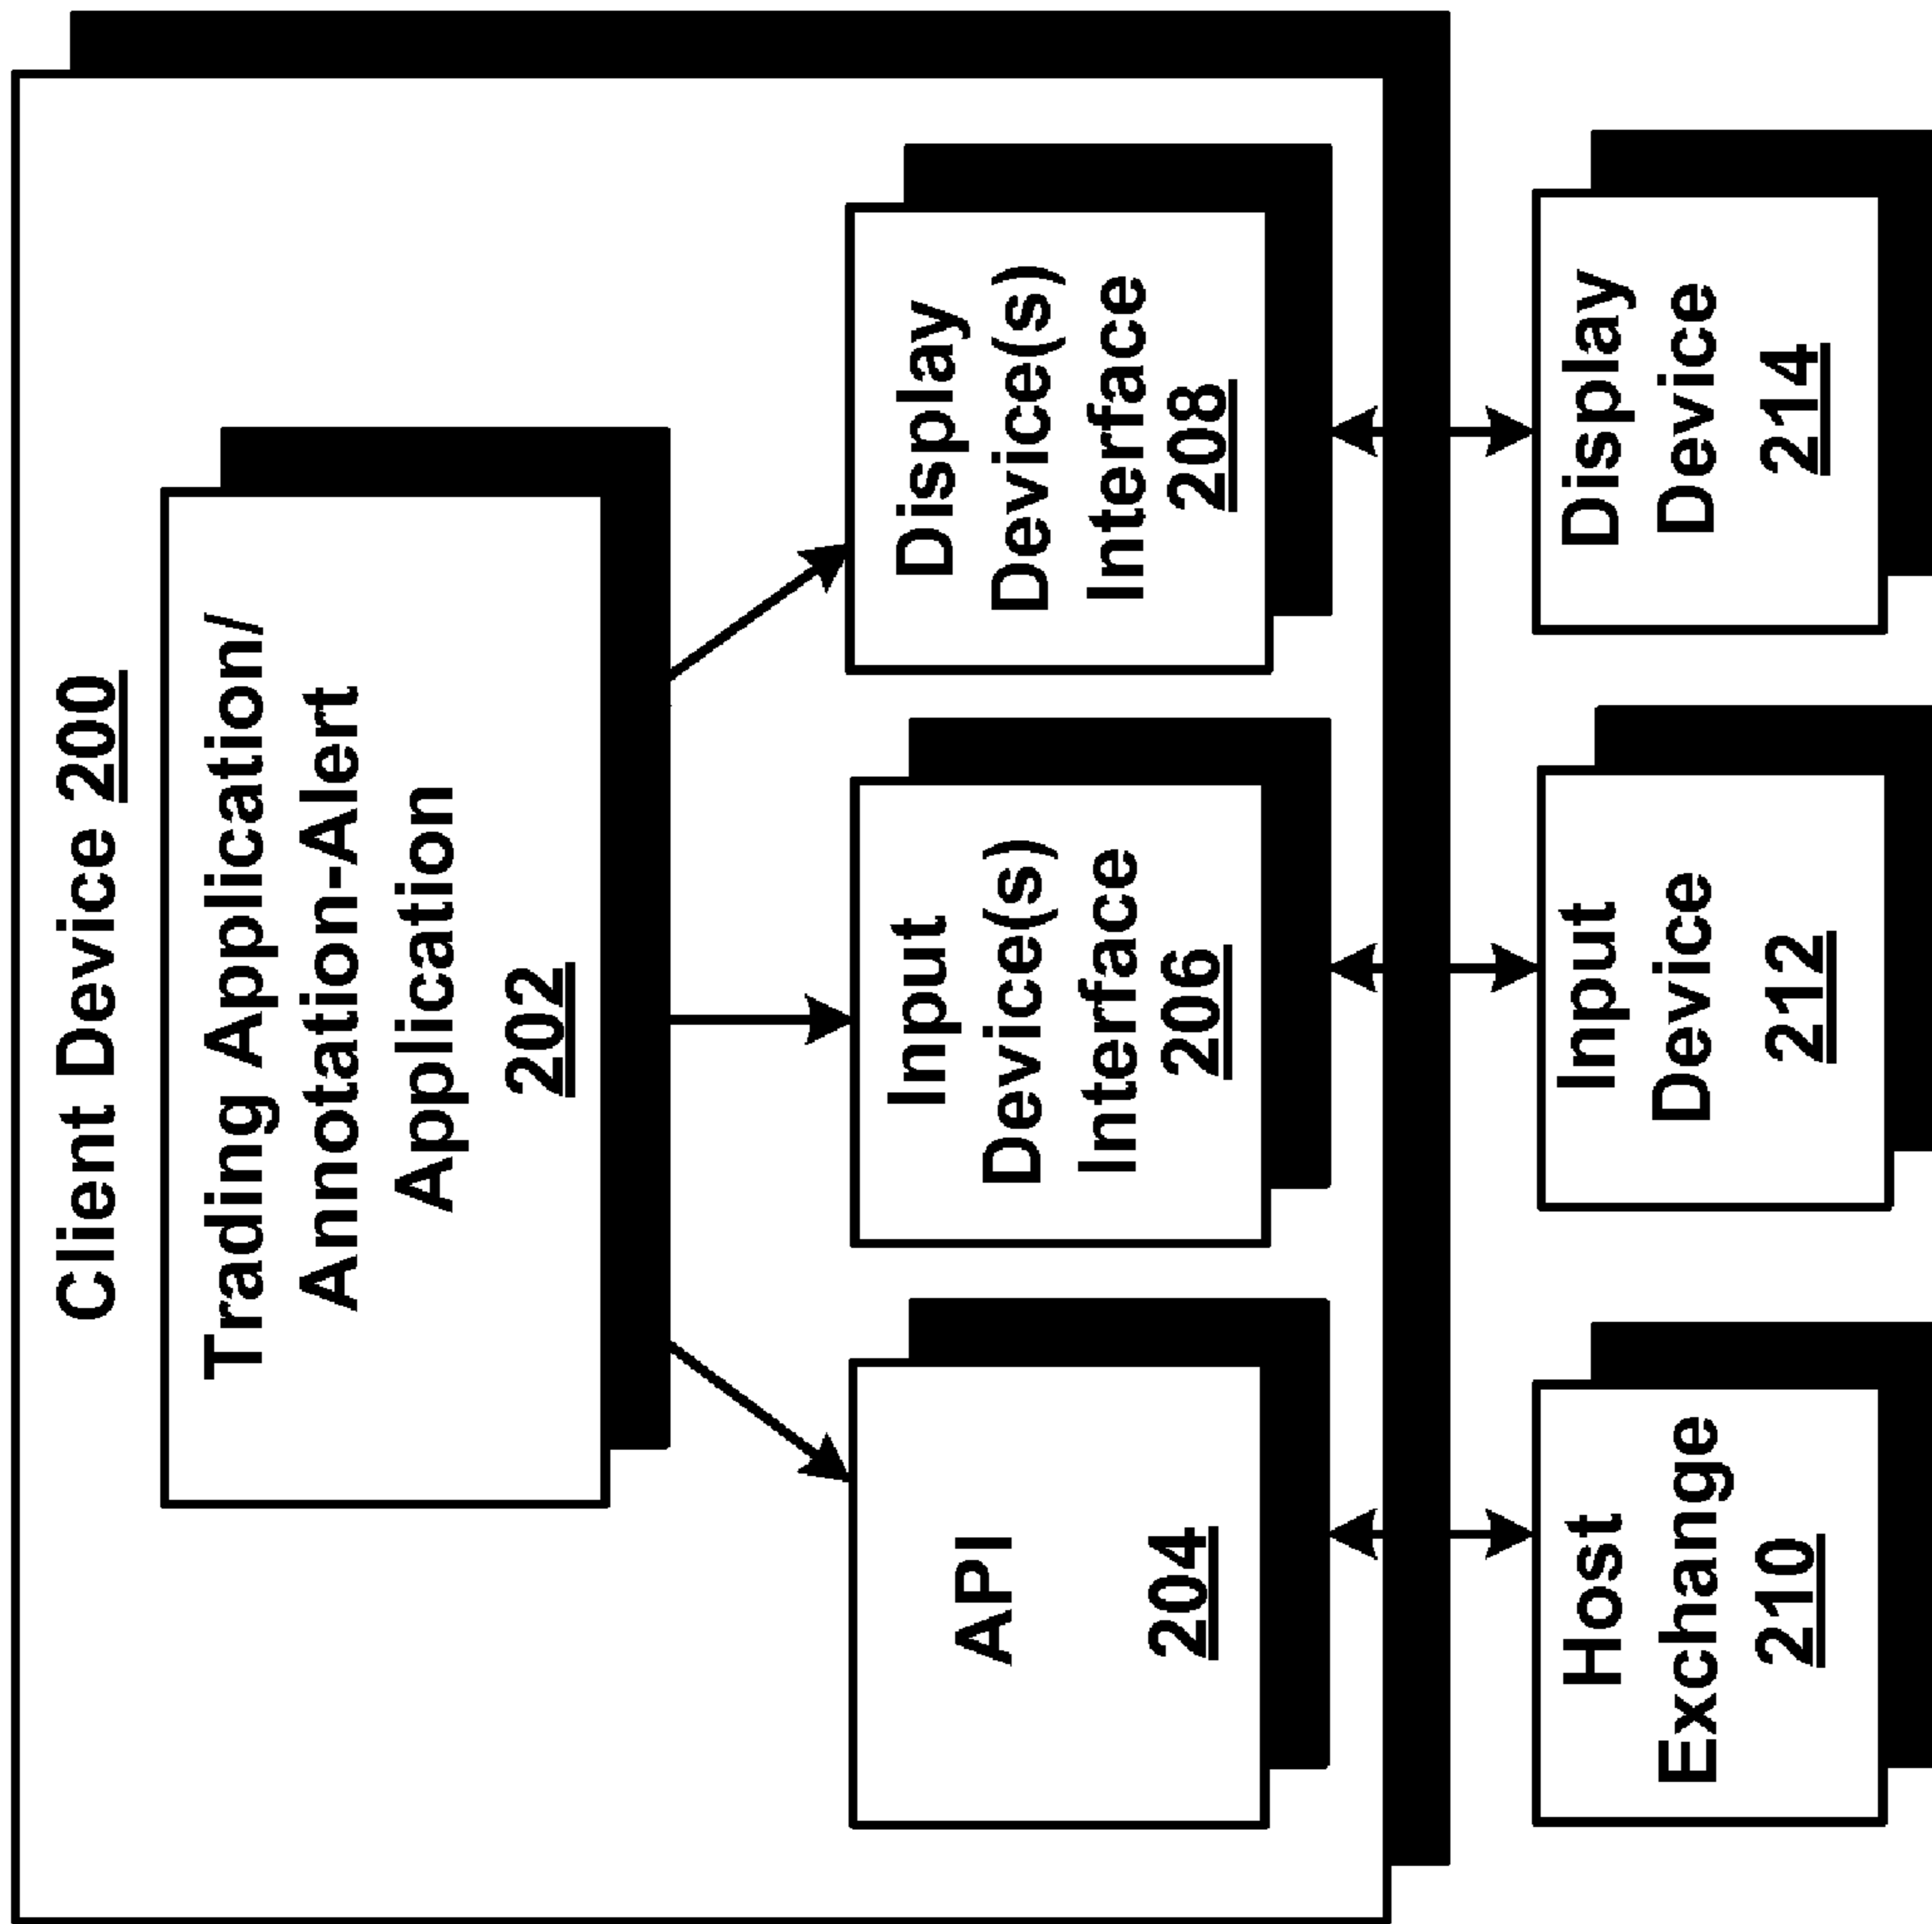 Client Device 200
Trading Application/
Annotation-Alert
Application
202
API
204
Input
Device(s)
Interface
206
Display
Device(s)
Interface
208
Host
Exchange
210
Input
Device
212
Display
Device
214